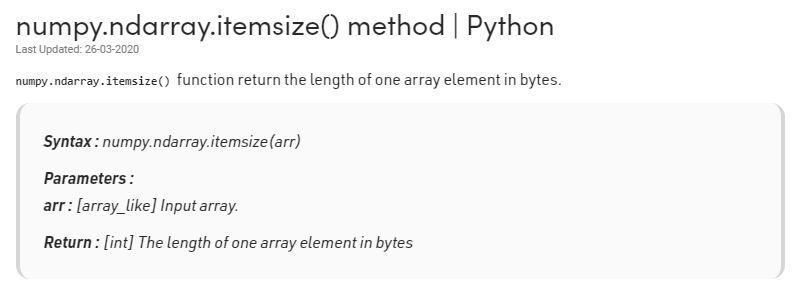 numpy.ndarray.itemsize() method | Python
Last Updated: 26-03-2020
numpy.ndarray.itemsize() function return the length of one array element in bytes.
Syntax : numpy.ndarray.itemsize(arr)
Parameters :
arr : [array_like] Input array.
Return : [int] The length of one array element in bytes